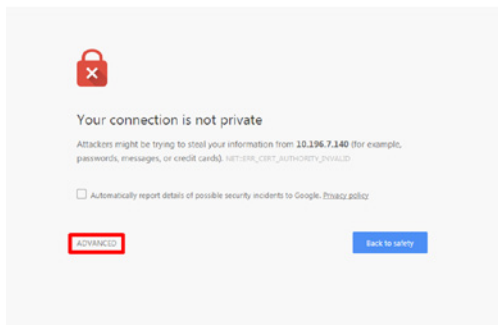 Your connection is not private
Attackers might be trying to steal your information from 10.196.7.140 (for example,
passwords, messages, or credit cards). NET::ERR_CERT_AUTHORITY_INVALID
Automatically report details of possible security incidents to Google. Privacy policy
ADVANCED
Back to safety